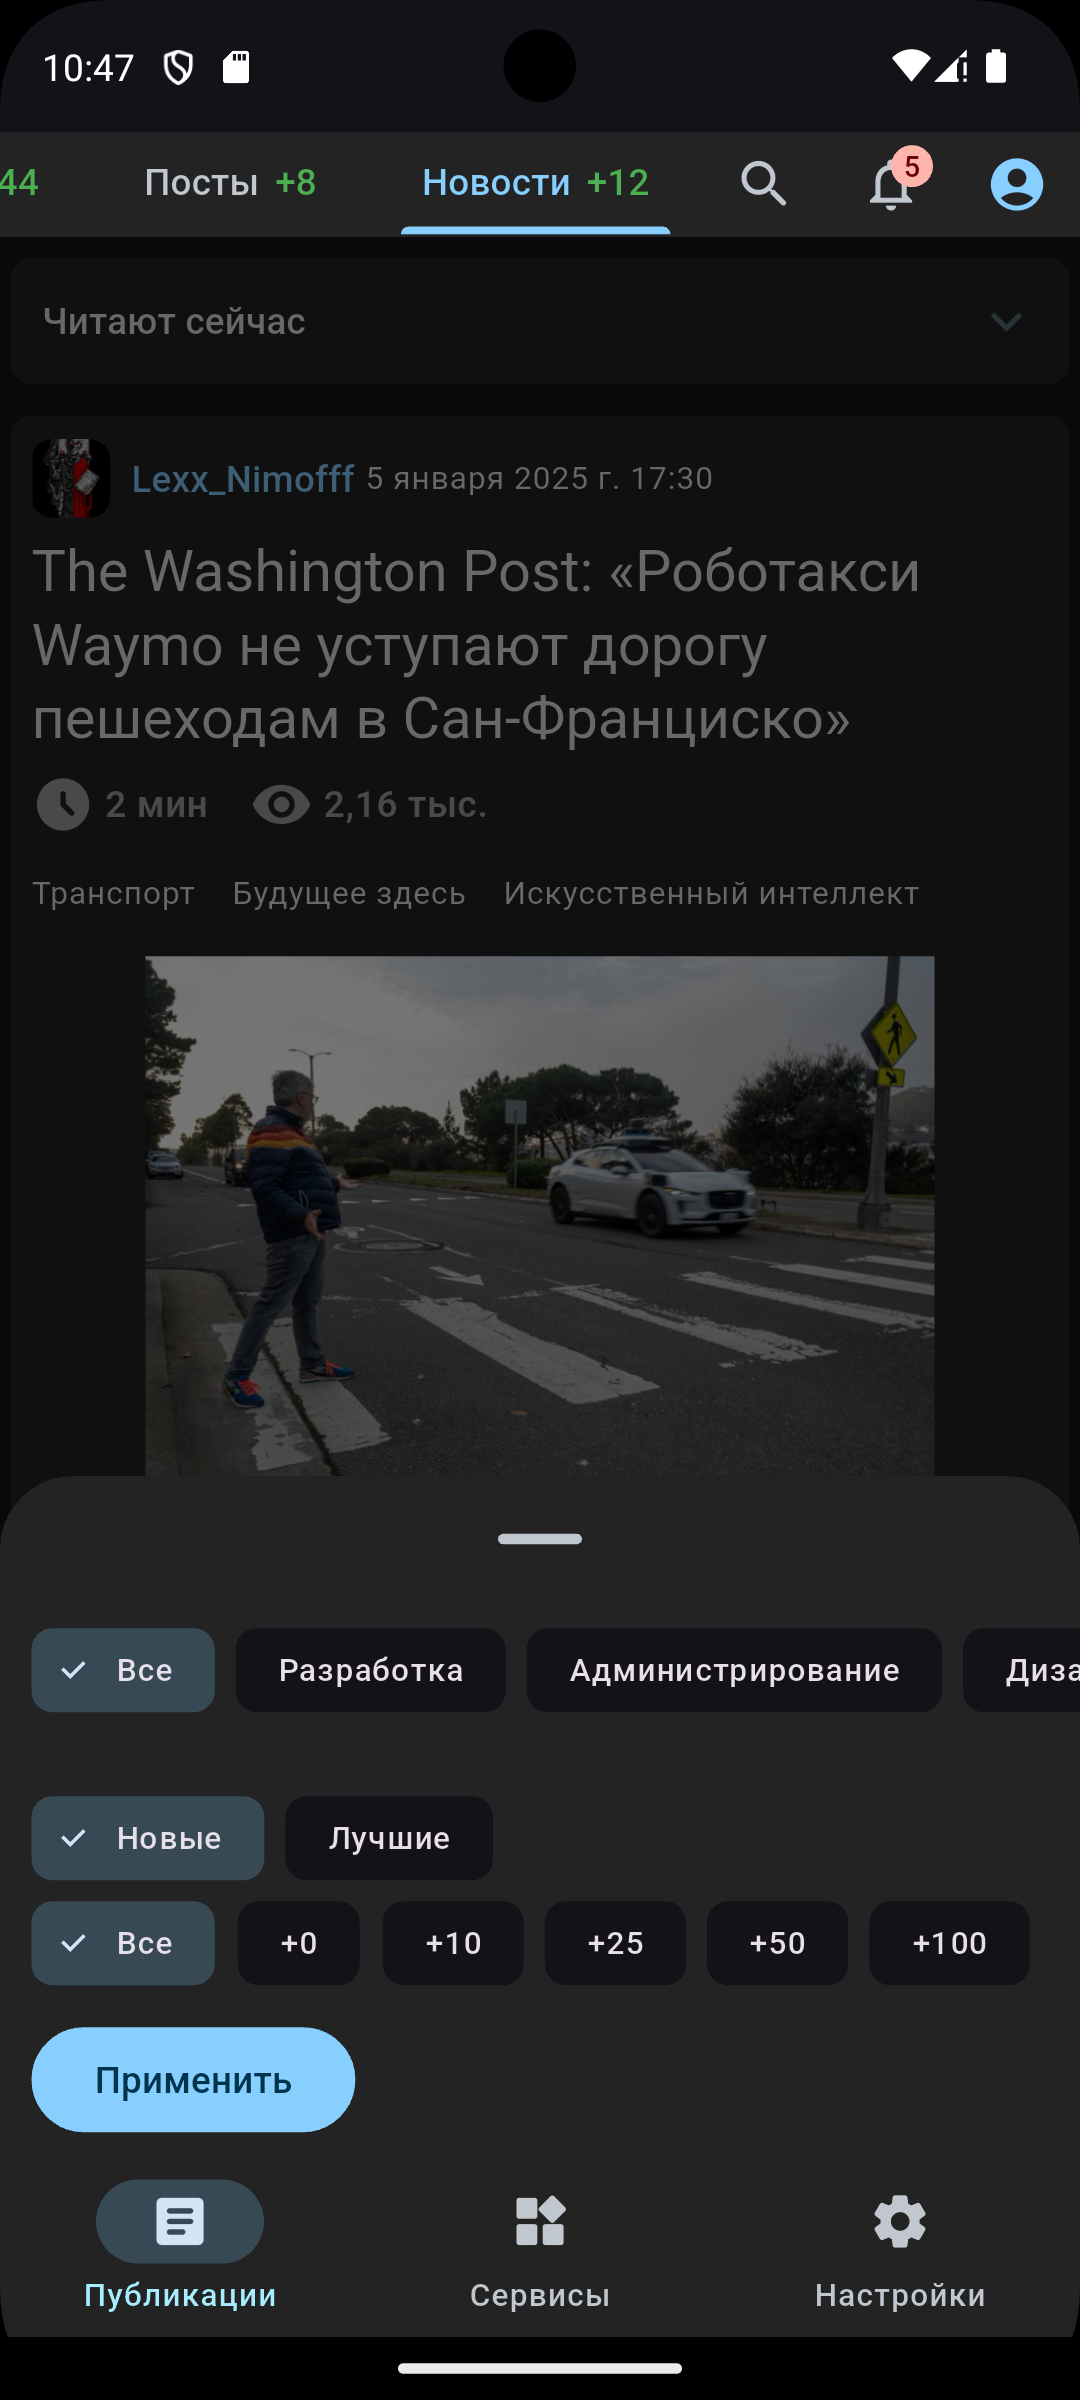 10:47
44 Посты +8 Новости +12 5
Читают сейчас
Lexx_Nimofff 5 января 2025 г. 17:30
The Washington Post: «Роботакси
Waymo не уступают дорогу
пешеходам в Сан-Франциско»
2 мин 2,16 тыс.
Транспорт Будущее здесь Искусственный интеллект
Все Разработка Администрирование Диза
Новые Лучшие
Все +0 +10 +25 +50 +100
Применить
Публикации Сервисы Настройки